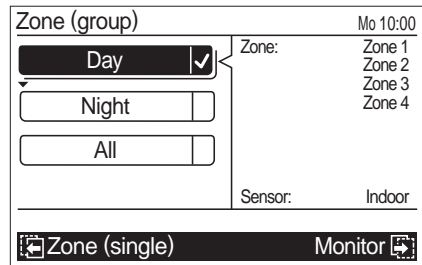 Zone (group) Mo 10:00
Day
Night
All
Zone: Zone 1
Zone 2
Zone 3
Zone 4
Sensor: Indoor
Zone (single) Monitor